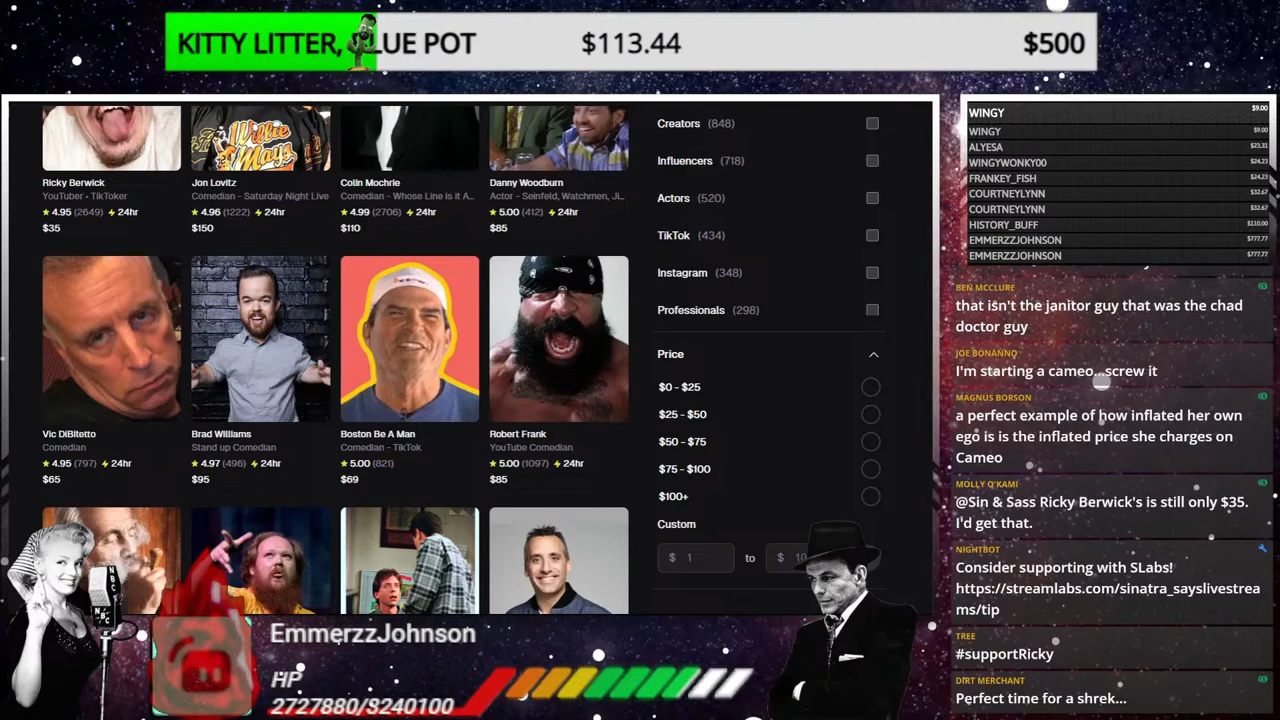 KITTY LITTER, LUE POT $113.44 $500
Ricky Berwick
YouTuber • TikToker
4.95 (2649) 24hr
$35
Jon Lovitz
Comedian - Saturday Night Live
4.96 (1222) 24hr
$150
Colin Mochrie
Comedian - Whose Line is it A...
4.99 (2706) 24hr
$110
Danny Woodburn
Actor - Seinfeld, Watchmen, Ji...
5.00 (412) 24hr
$85
Vic DiBitetto
Comedian
4.95 (797) 24hr
$65
Brad Williams
Stand up Comedian
4.97 (496) 24hr
$95
Boston Be A Man
Comedian - TikTok
5.00 (821)
$69
Robert Frank
YouTube Comedian
5.00 (1097) 24hr
$85
Creators (848)
Influencers (718)
Actors (520)
TikTok (434)
Instagram (348)
Professionals (298)
Price
$0 - $25
$25 - $50
$50 - $75
$75 - $100
$100+
Custom
$ 1 to $ 10
WINGY $9.00
WINGY $9.00
ALYESA $23.31
WINGYWONKY00 $24.23
FRANKEY_FISH $24.23
COURTNEYLYNN $32.67
COURTNEYLYNN $32.67
HISTORY_BUFF $110.00
EMMERZZJOHNSON $777.77
EMMERZZJOHNSON $777.77
BEN MCCLURE
that isn't the janitor guy that was the chad
doctor guy
JOE BONANNO
I'm starting a cameo...screw it
MAGNUS BORSON
a perfect example of how inflated her own
ego is is the inflated price she charges on
Cameo
MOLLY O'KAMI
@Sin & Sass Ricky Berwick's is still only $35.
I'd get that.
NIGHTBOT
Consider supporting with SLabs!
https://streamlabs.com/sinatra_sayslivestrea
ms/tip
TREE
#supportRicky
DIRT MERCHANT
Perfect time for a shrek...
NBC
NBC
EmmerzzJohnson
HP
2727880/3240100